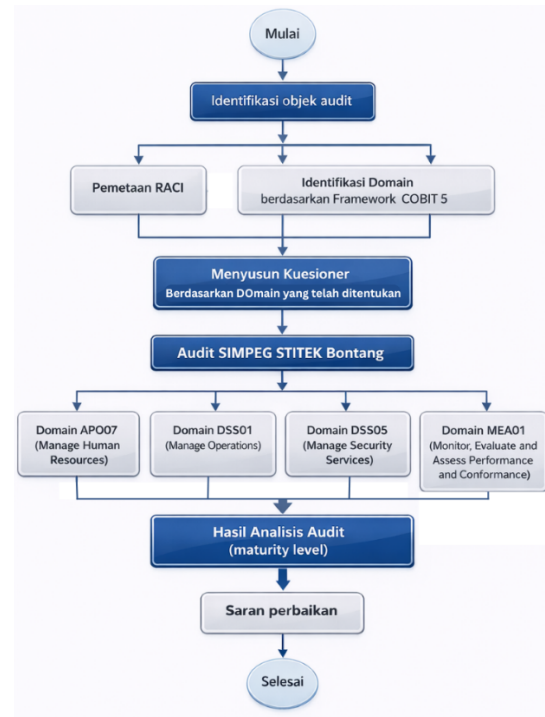 Mulai
Identifikasi objek audit
Pemetaan RACI
Identifikasi Domain
berdasarkan Framework COBIT 5
Menyusun Kuesioner
Berdasarkan DOmain yang telah ditentukan
Audit SIMPEG STITEK Bontang
Domain APO07
(Manage Human
Resources)
Domain DSS01
(Manage Operations)
Domain DSS05
(Manage Security
Services)
Domain MEA01
(Monitor, Evaluate and
Assess Performance
and Conformance)
Hasil Analisis Audit
(maturity level)
Saran perbaikan
Selesai